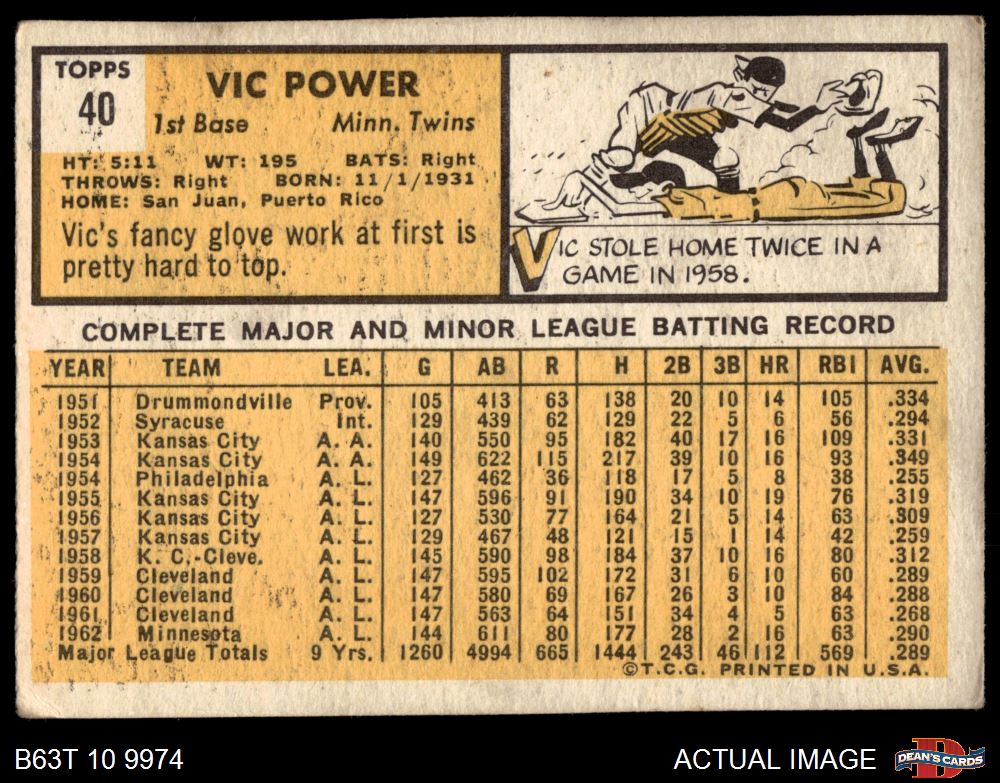 TOPPS
40
VIC POWER
1st Base Minn. Twins
HT: 5:11 WT: 195 BATS: Right
THROWS: Right BORN: 11/1/1931
HOME: San Juan, Puerto Rico
Vic's fancy glove work at first is
pretty hard to top.
VIC STOLE HOME TWICE IN A
GAME IN 1958.
COMPLETE MAJOR AND MINOR LEAGUE BATTING RECORD
YEAR TEAM LEA. G AB R H 2B 3B HR RBI AVG.
1951 Drummondville Prov. 105 413 63 138 20 10 14 105 .334
1952 Syracuse Int. 129 439 62 129 22 5 6 56 .294
1953 Kansas City A. A. 140 550 95 182 40 17 16 109 .331
1954 Kansas City A. A. 149 622 115 217 39 10 16 93 .349
1954 Philadelphia A. L. 127 462 36 118 17 5 8 38 .255
1955 Kansas City A. L. 147 596 91 190 34 10 19 76 .319
1956 Kansas City A. L. 127 530 77 164 21 5 14 63 .309
1957 Kansas City A. L. 129 467 48 121 15 1 14 42 .259
1958 K. C.-Cleve. A. L. 145 590 98 184 37 10 16 80 .312
1959 Cleveland A. L. 147 595 102 172 31 6 10 60 .289
1960 Cleveland A. L. 147 580 69 167 26 3 10 84 .288
1961 Cleveland A. L. 147 563 64 151 34 4 5 63 .268
1962 Minnesota A. L. 144 611 80 177 28 2 16 63 .290
Major League Totals 9 Yrs. 1260 4994 665 1444 243 46 112 569 .289
©T.C.G. PRINTED IN U.S.A.
B63T 10 9974
ACTUAL IMAGE
D
DEAN'S CARDS